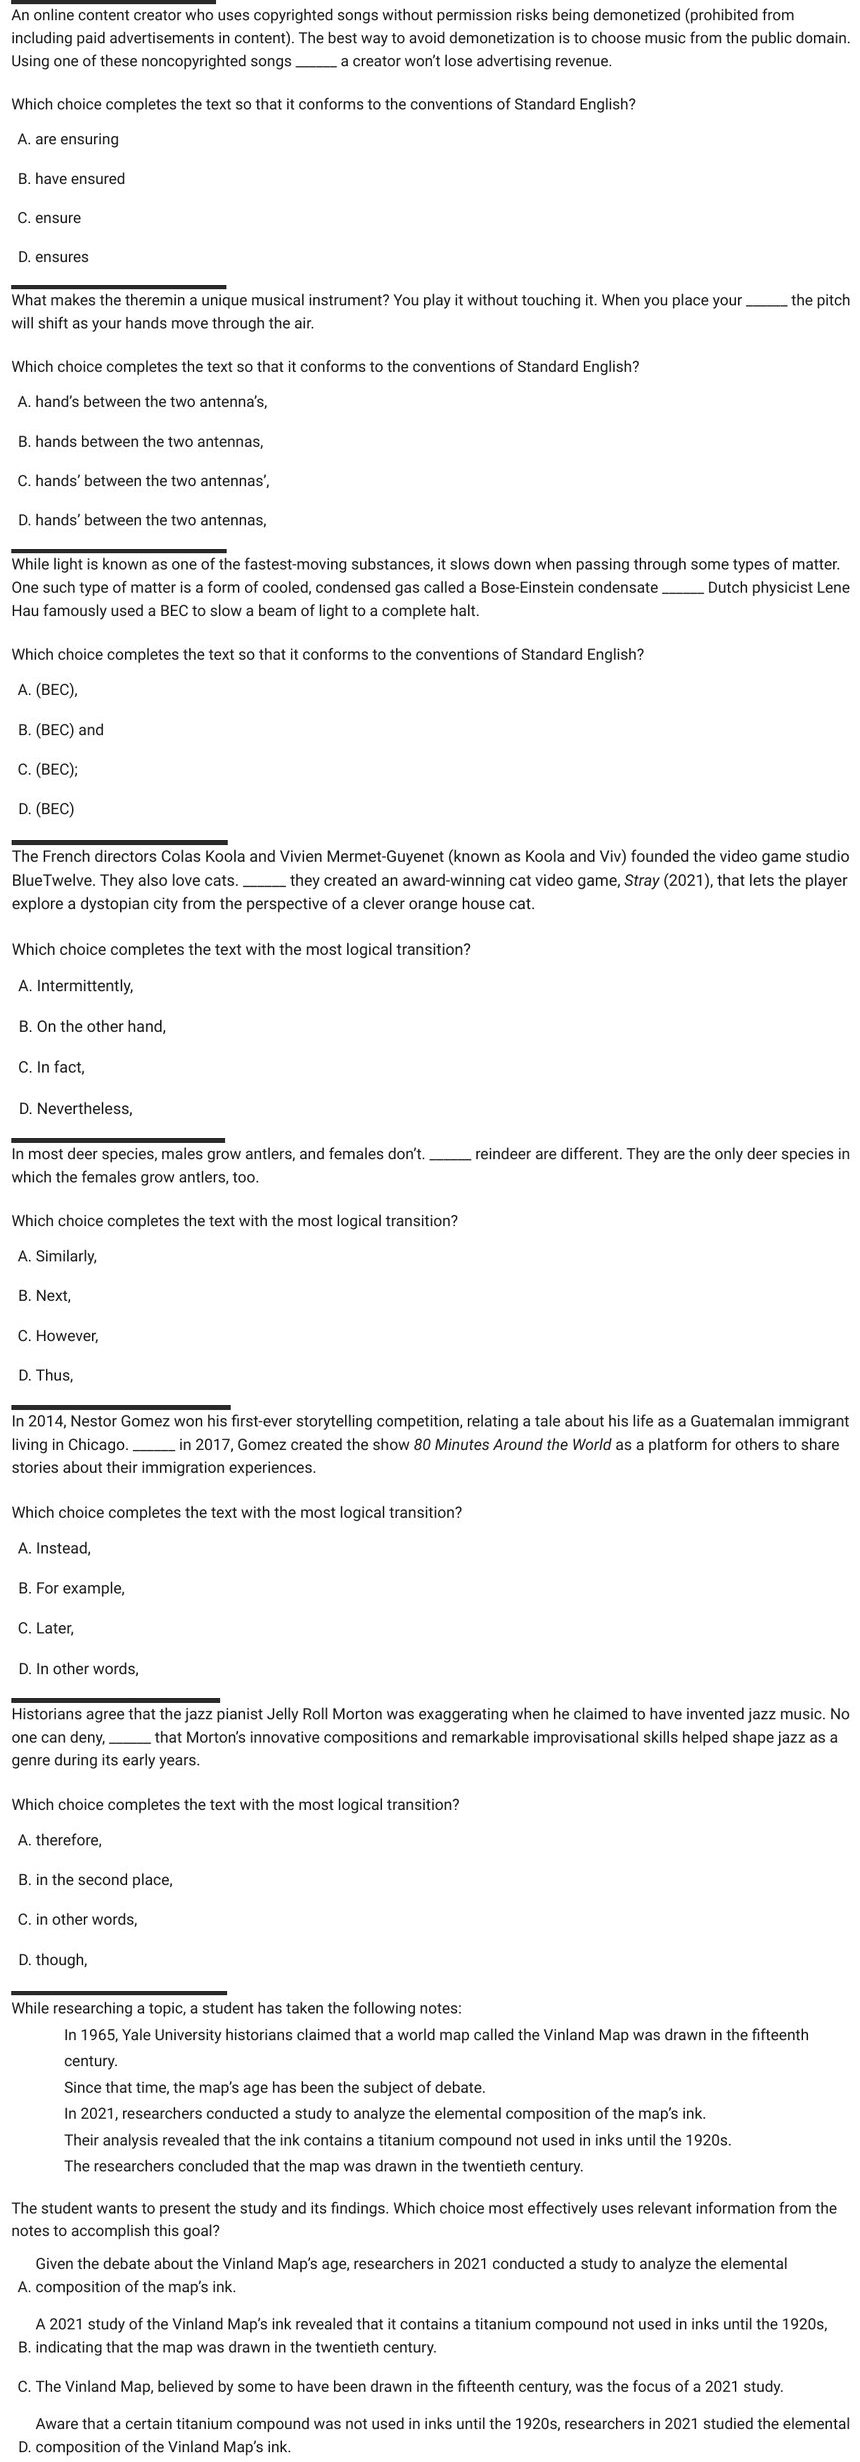 An online content creator who uses copyrighted songs without permission risks being demonetized (prohibited from
including paid advertisements in content). The best way to avoid demonetization is to choose music from the public domain.
Using one of these noncopyrighted songs _____ a creator won't lose advertising revenue.
Which choice completes the text so that it conforms to the conventions of Standard English?
A. are ensuring
B. have ensured
C. ensure
D. ensures
What makes the theremin a unique musical instrument? You play it without touching it. When you place your _____ the pitch
will shift as your hands move through the air.
Which choice completes the text so that it conforms to the conventions of Standard English?
A. hand's between the two antenna's,
B. hands between the two antennas,
C. hands' between the two antennas',
D. hands' between the two antennas,
While light is known as one of the fastest-moving substances, it slows down when passing through some types of matter.
One such type of matter is a form of cooled, condensed gas called a Bose-Einstein condensate _____ Dutch physicist Lene
Hau famously used a BEC to slow a beam of light to a complete halt.
Which choice completes the text so that it conforms to the conventions of Standard English?
A. (BEC),
B. (BEC) and
C. (BEC);
D. (BEC)
The French directors Colas Koola and Vivien Mermet-Guyenet (known as Koola and Viv) founded the video game studio
BlueTwelve. They also love cats. _____ they created an award-winning cat video game, Stray (2021), that lets the player
explore a dystopian city from the perspective of a clever orange house cat.
Which choice completes the text with the most logical transition?
A. Intermittently,
B. On the other hand,
C. In fact,
D. Nevertheless,
In most deer species, males grow antlers, and females don't. _____ reindeer are different. They are the only deer species in
which the females grow antlers, too.
Which choice completes the text with the most logical transition?
A. Similarly,
B. Next,
C. However,
D. Thus,
In 2014, Nestor Gomez won his first-ever storytelling competition, relating a tale about his life as a Guatemalan immigrant
living in Chicago. _____ in 2017, Gomez created the show 80 Minutes Around the World as a platform for others to share
stories about their immigration experiences.
Which choice completes the text with the most logical transition?
A. Instead,
B. For example,
C. Later,
D. In other words,
Historians agree that the jazz pianist Jelly Roll Morton was exaggerating when he claimed to have invented jazz music. No
one can deny, _____ that Morton's innovative compositions and remarkable improvisational skills helped shape jazz as a
genre during its early years.
Which choice completes the text with the most logical transition?
A. therefore,
B. in the second place,
C. in other words,
D. though,
While researching a topic, a student has taken the following notes:
In 1965, Yale University historians claimed that a world map called the Vinland Map was drawn in the fifteenth
century.
Since that time, the map's age has been the subject of debate.
In 2021, researchers conducted a study to analyze the elemental composition of the map's ink.
Their analysis revealed that the ink contains a titanium compound not used in inks until the 1920s.
The researchers concluded that the map was drawn in the twentieth century.
The student wants to present the study and its findings. Which choice most effectively uses relevant information from the
notes to accomplish this goal?
Given the debate about the Vinland Map's age, researchers in 2021 conducted a study to analyze the elemental
A. composition of the map's ink.
A 2021 study of the Vinland Map's ink revealed that it contains a titanium compound not used in inks until the 1920s,
B. indicating that the map was drawn in the twentieth century.
C. The Vinland Map, believed by some to have been drawn in the fifteenth century, was the focus of a 2021 study.
Aware that a certain titanium compound was not used in inks until the 1920s, researchers in 2021 studied the elemental
D. composition of the Vinland Map's ink.